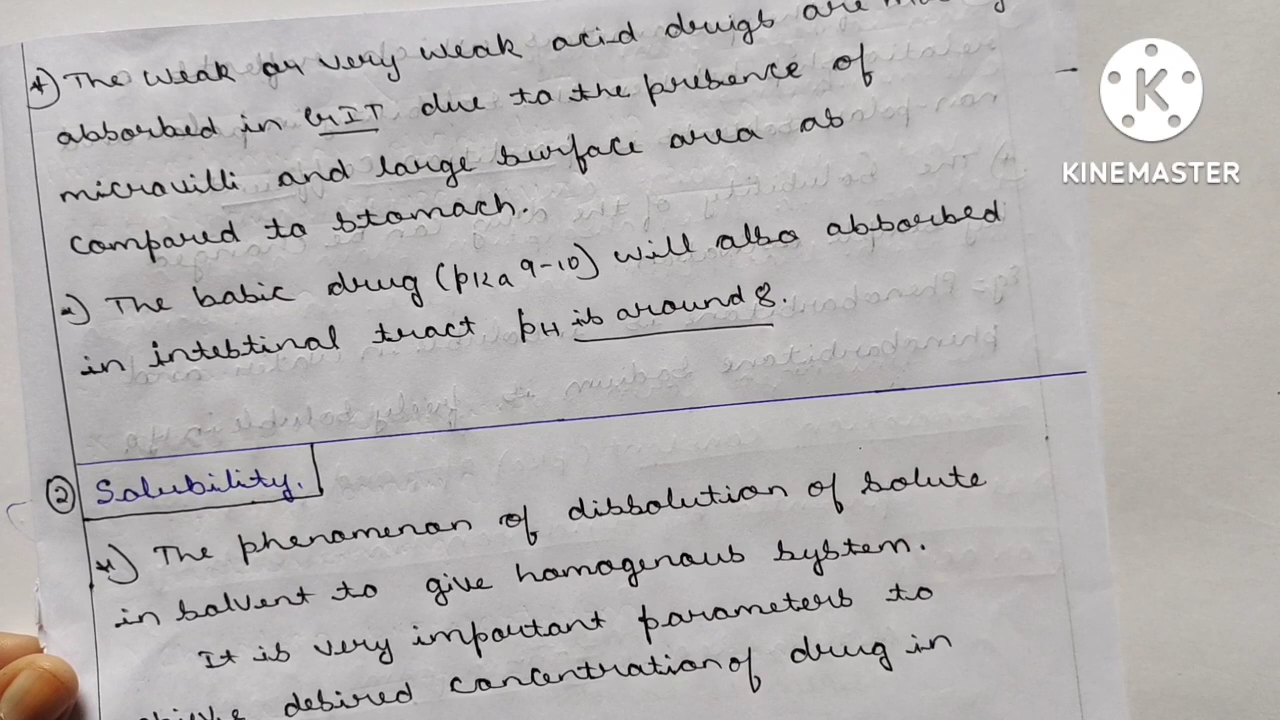 *) The weak or very weak acid drugs are
absorbed in GIT due to the presence of
microvilli and large surface area as
compared to stomach.
*) The basic drug (pKa 9-10) will also absorbed
in intestinal tract pH is around 8.
② Solubility.
*) The phenomenon of dissolution of solute
in solvent to give homogenous system.
It is very important parameters to
desired concentration of drug in
K
KINEMASTER